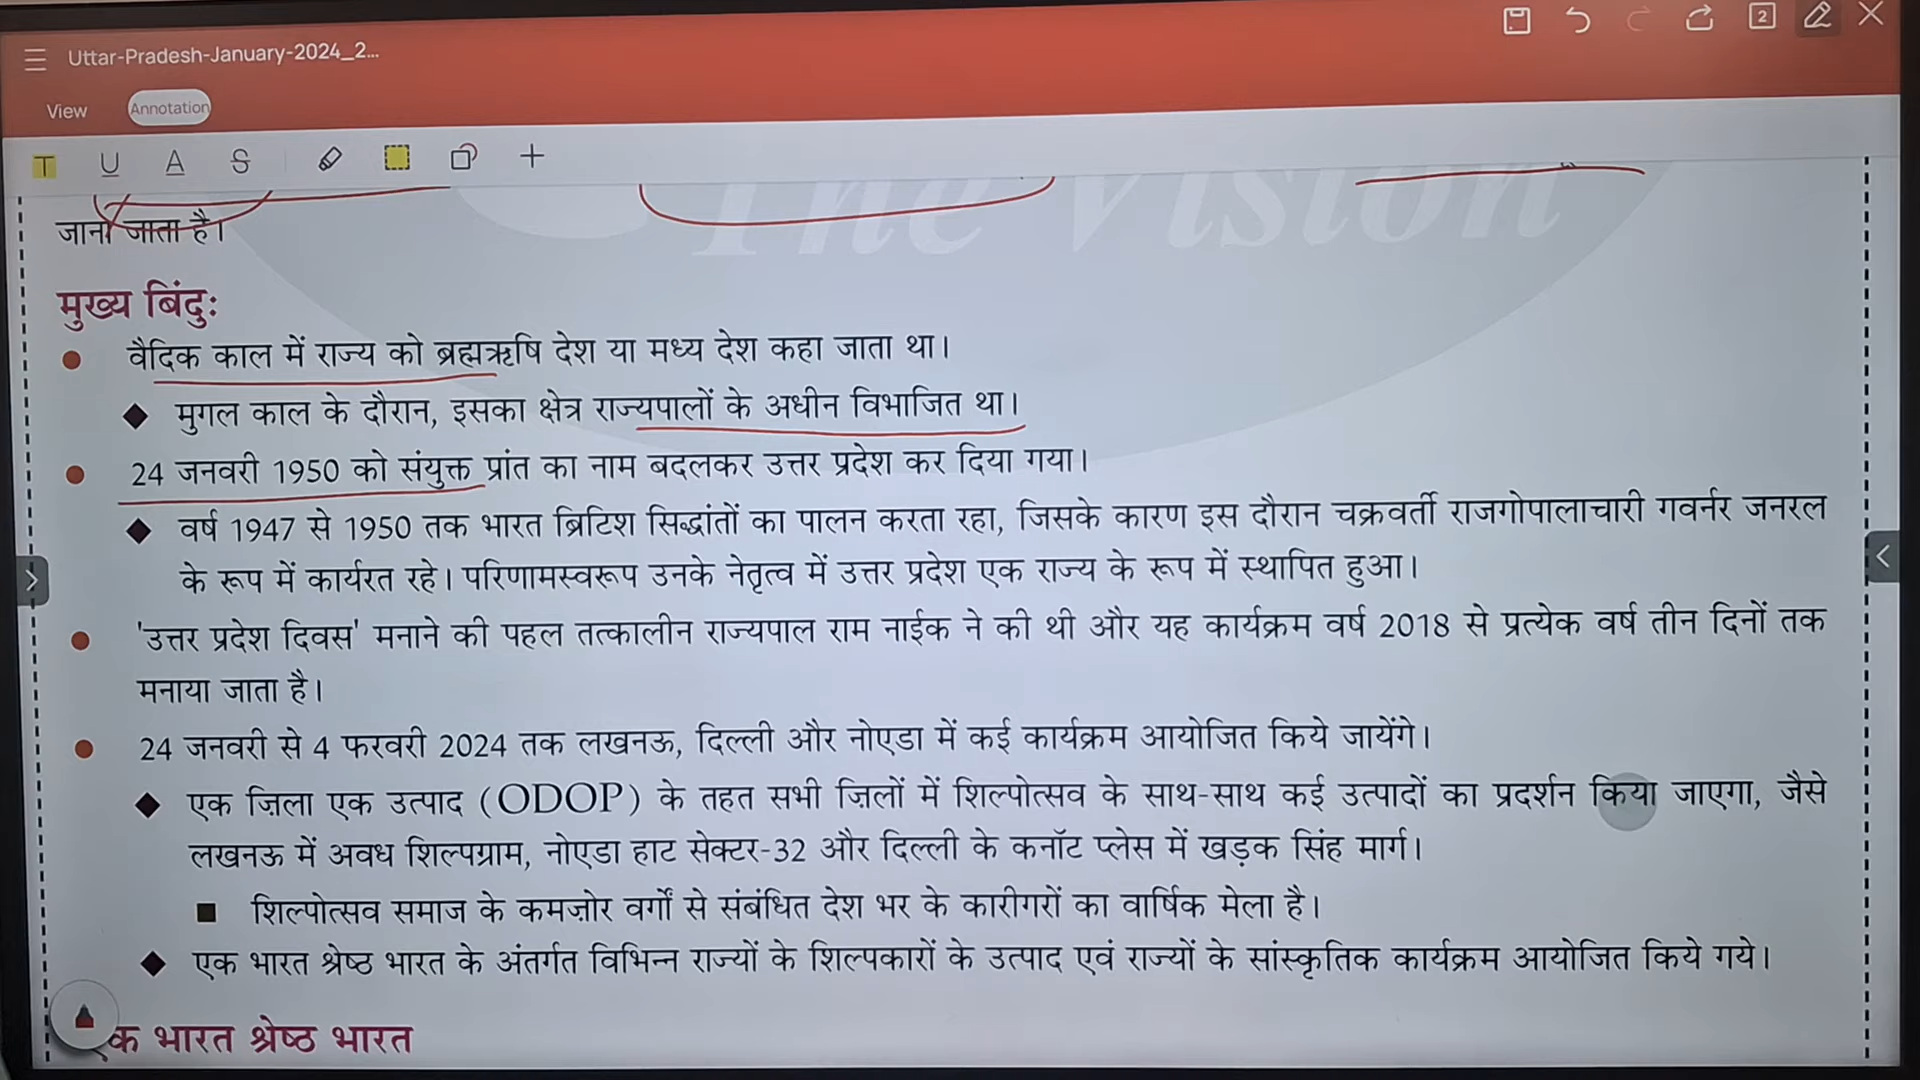 Uttar-Pradesh-January-2024_2...
2
View
Annotation
T U A S
The Vision
जाना जाता है।
मुख्य बिंदुः
वैदिक काल में राज्य को ब्रह्मऋषि देश या मध्य देश कहा जाता था।
मुगल काल के दौरान, इसका क्षेत्र राज्यपालों के अधीन विभाजित था।
24 जनवरी 1950 को संयुक्त प्रांत का नाम बदलकर उत्तर प्रदेश कर दिया गया।
वर्ष 1947 से 1950 तक भारत ब्रिटिश सिद्धांतों का पालन करता रहा, जिसके कारण इस दौरान चक्रवर्ती राजगोपालाचारी गवर्नर जनरल
के रूप में कार्यरत रहे। परिणामस्वरूप उनके नेतृत्व में उत्तर प्रदेश एक राज्य के रूप में स्थापित हुआ।
'उत्तर प्रदेश दिवस' मनाने की पहल तत्कालीन राज्यपाल राम नाईक ने की थी और यह कार्यक्रम वर्ष 2018 से प्रत्येक वर्ष तीन दिनों तक
मनाया जाता है।
24 जनवरी से 4 फरवरी 2024 तक लखनऊ, दिल्ली और नोएडा में कई कार्यक्रम आयोजित किये जायेंगे।
एक ज़िला एक उत्पाद (ODOP) के तहत सभी ज़िलों में शिल्पोत्सव के साथ-साथ कई उत्पादों का प्रदर्शन किया जाएगा, जैसे
लखनऊ में अवध शिल्पग्राम, नोएडा हाट सेक्टर-32 और दिल्ली के कनॉट प्लेस में खड़क सिंह मार्ग।
शिल्पोत्सव समाज के कमज़ोर वर्गों से संबंधित देश भर के कारीगरों का वार्षिक मेला है।
एक भारत श्रेष्ठ भारत के अंतर्गत विभिन्न राज्यों के शिल्पकारों के उत्पाद एवं राज्यों के सांस्कृतिक कार्यक्रम आयोजित किये गये।
एक भारत श्रेष्ठ भारत